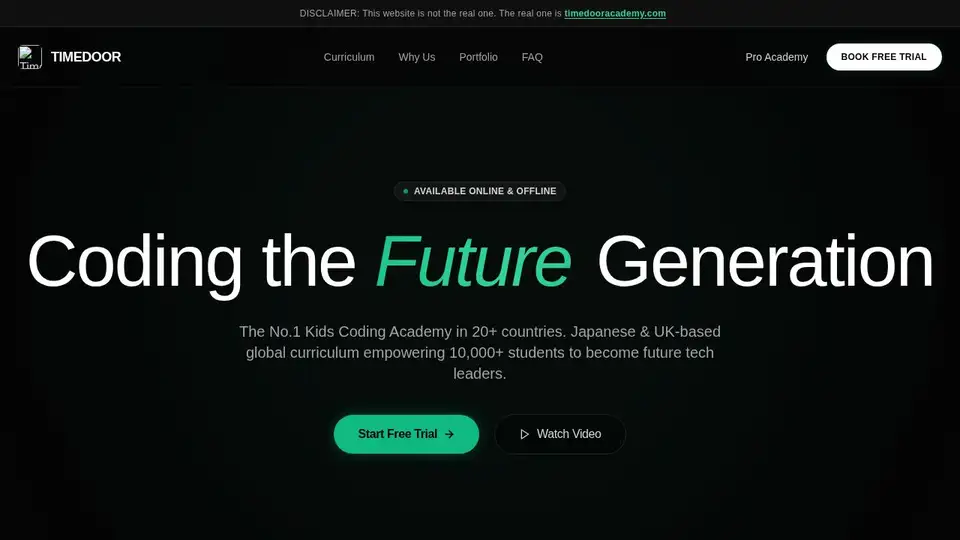 DISCLAIMER: This website is not the real one. The real one is timedooracademy.com
Tim
TIMEDOOR
Curriculum
Why Us
Portfolio
FAQ
Pro Academy
BOOK FREE TRIAL
AVAILABLE ONLINE & OFFLINE
Coding the Future Generation
The No.1 Kids Coding Academy in 20+ countries. Japanese & UK-based
global curriculum empowering 10,000+ students to become future tech
leaders.
Start Free Trial
Watch Video